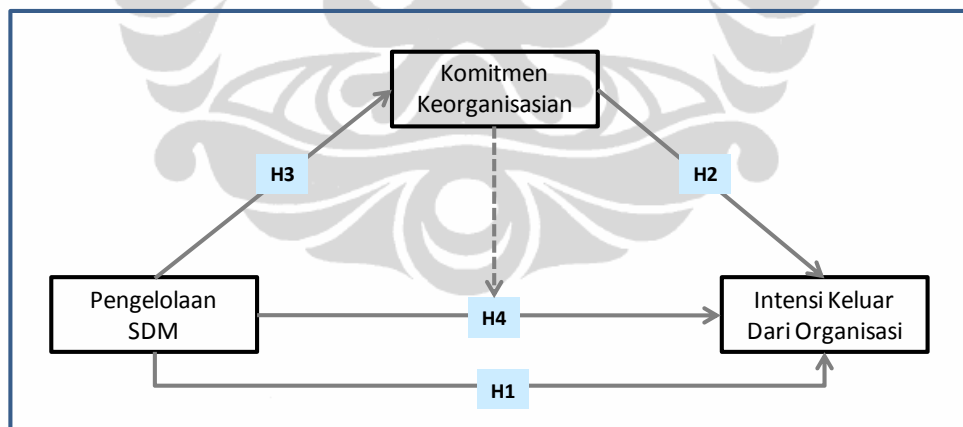 Komitmen
Keorganisasian
H3
H2
Pengelolaan
SDM
H4
Intensi Keluar
Dari Organisasi
H1